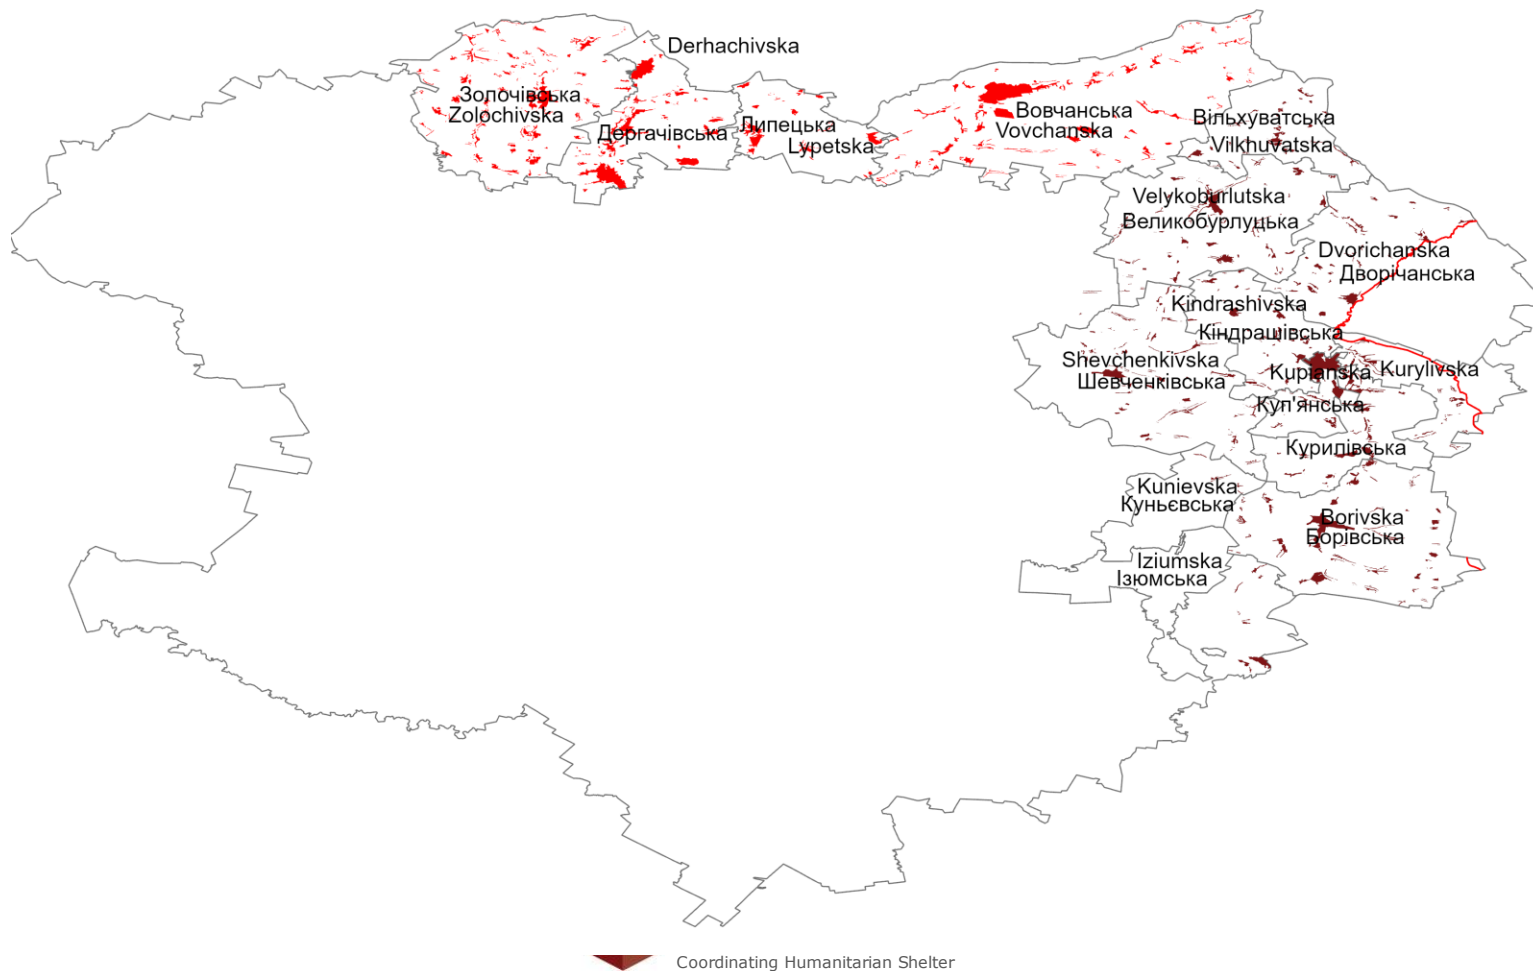 Derhachivska
Золочівська
Zolochivska
Дергачівська
Липецька
Lypetska
Вовчанська
Vovchanska
Вільхуватська
Vilkhuvatska
Velykoburlutska
Великобурлуцька
Dvorichanska
Дворічанська
Kindrashivska
Кіндрашівська
Shevchenkivska
Шевченківська
Kupianska
Kurylivska
Куп'янська
Курилівська
Kunievska
Куньєвська
Borivska
Борівська
Iziumska
Ізюмська
Coordinating Humanitarian Shelter